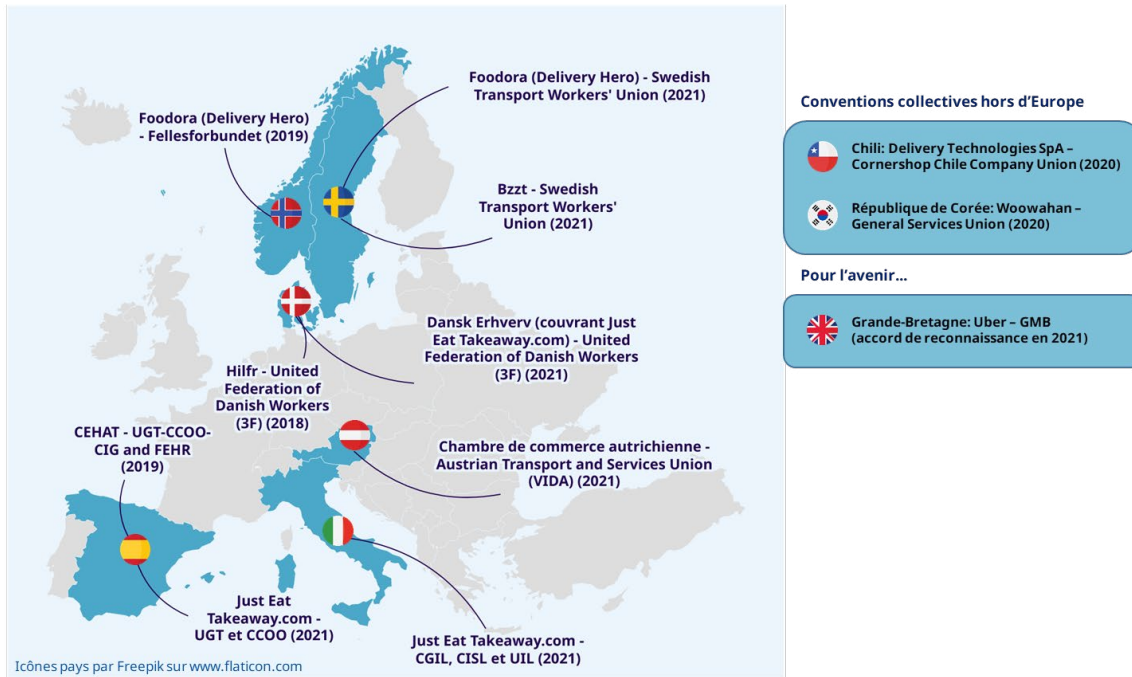 Foodora (Delivery Hero) - Swedish
Transport Workers' Union (2021)
Foodora (Delivery Hero)
- Fellesforbundet (2019)
Bzzt - Swedish
Transport Workers'
Union (2021)
Dansk Erhverv (couvrant Just
Eat Takeaway.com) - United
Federation of Danish Workers
(3F) (2021)
Hilfr - United
Federation of
Danish Workers
(3F) (2018)
CEHAT - UGT-CCOO-
CIG and FEHR
(2019)
Chambre de commerce autrichienne -
Austrian Transport and Services Union
(VIDA) (2021)
Just Eat
Takeaway.com -
UGT et CCOO (2021)
Just Eat Takeaway.com -
CGIL, CISL et UIL (2021)
Icônes pays par Freepik sur www.flaticon.com
Conventions collectives hors d’Europe
Chili: Delivery Technologies SpA –
Cornershop Chile Company Union (2020)
République de Corée: Woowahan –
General Services Union (2020)
Pour l’avenir...
Grande-Bretagne: Uber – GMB
(accord de reconnaissance en 2021)